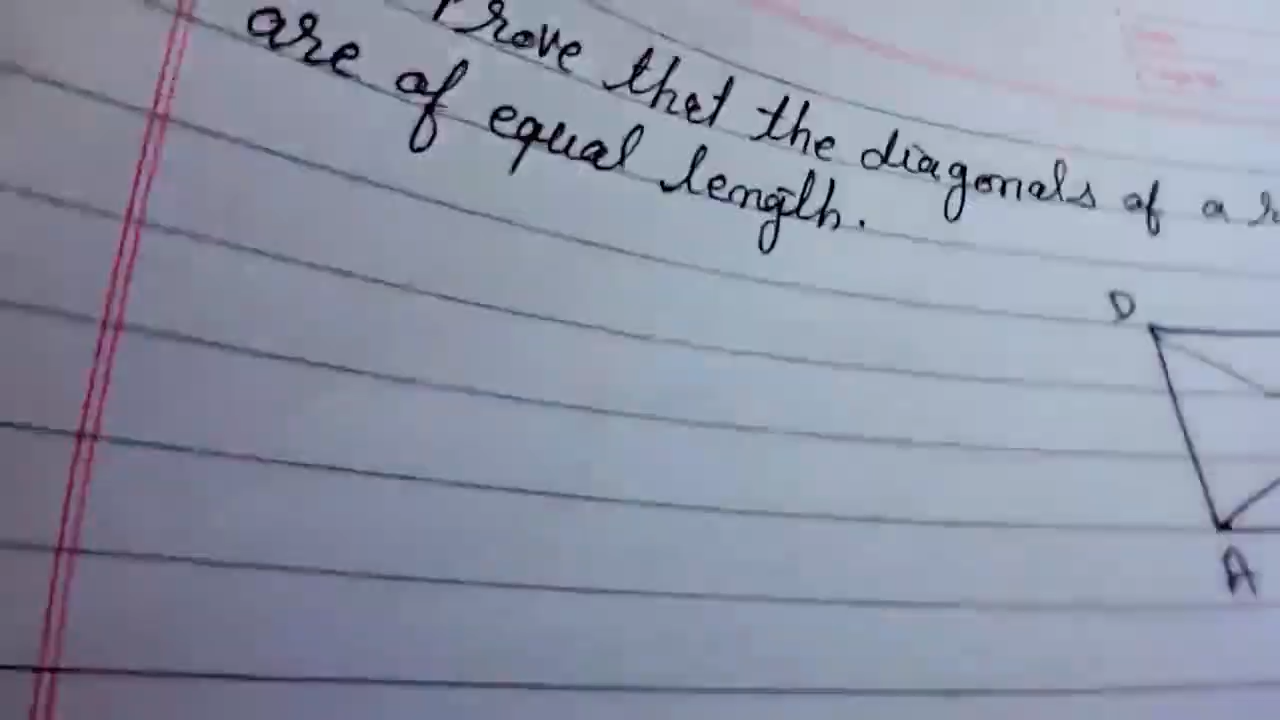 Prove that the diagonals of a
are of equal length.
D
A